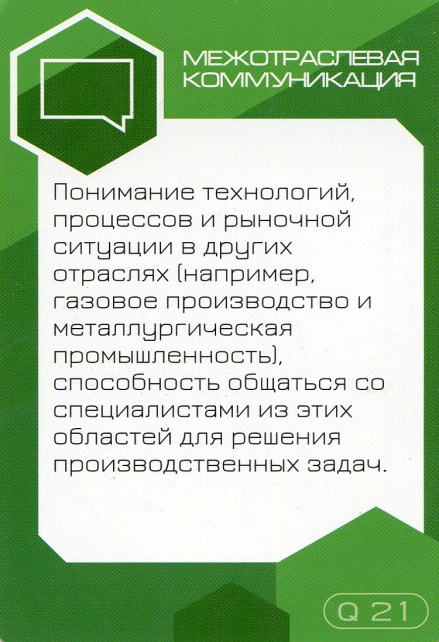 МЕЖОТРАСЛЕВАЯ
КОММУНИКАЦИЯ
Понимание технологий,
процессов и рыночной
ситуации в других
отраслях (например,
газовое производство и
металлургическая
промышленность),
способность общаться со
специалистами из этих
областей для решения
производственных задач.
Q 21